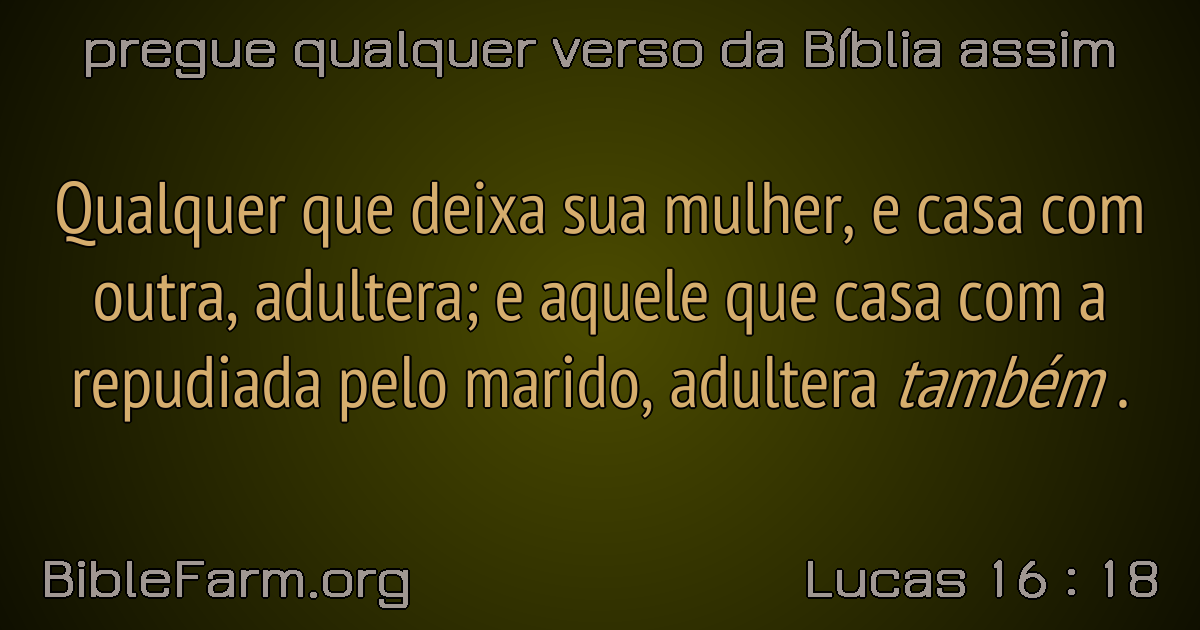 pregue qualquer verso da Bíblia assim
Qualquer que deixa sua mulher, e casa com
outra, adultera; e aquele que casa com a
repudiada pelo marido, adultera também .
BibleFarm.org
Lucas 16 : 18